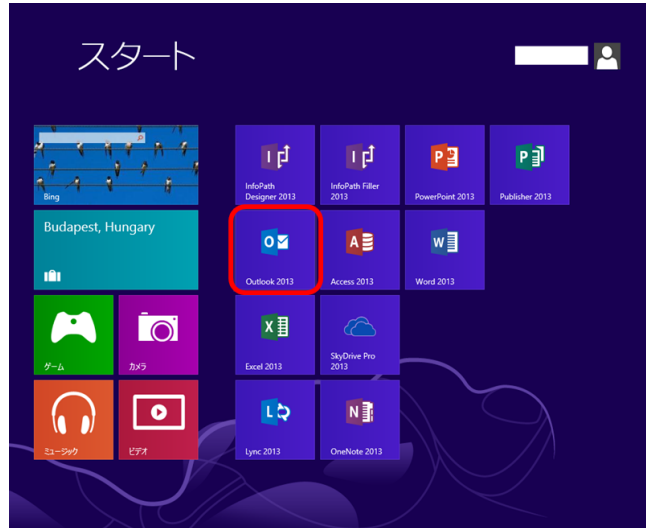 スタート
Bing
Budapest, Hungary
ゲーム
カメラ
ミュージック
ビデオ
InfoPath
Designer 2013
InfoPath Filler
2013
PowerPoint 2013
Publisher 2013
Outlook 2013
Access 2013
Word 2013
Excel 2013
SkyDrive Pro
2013
Lync 2013
OneNote 2013